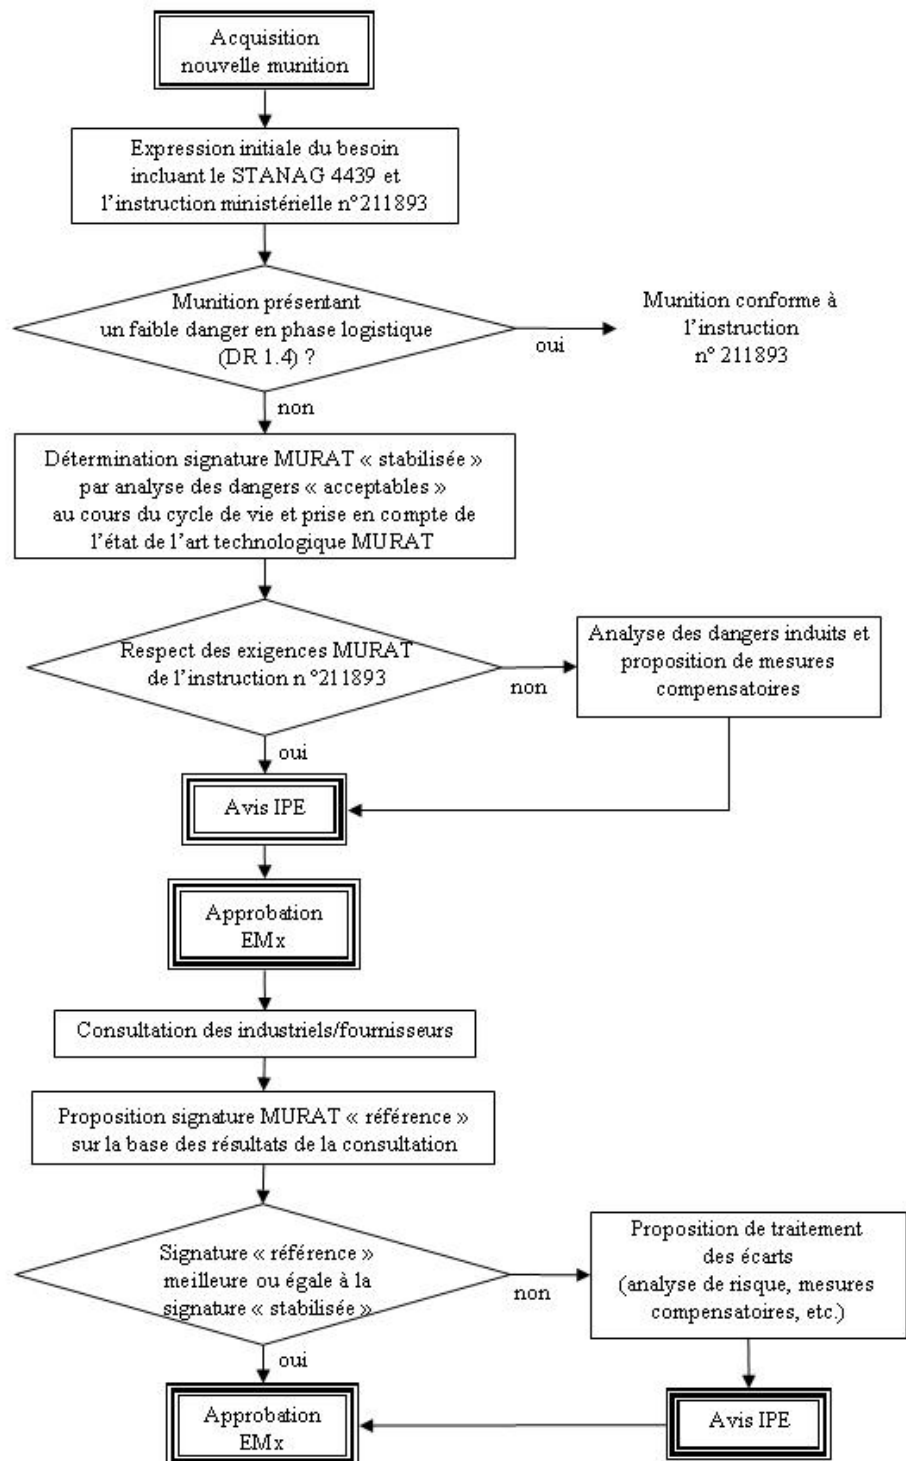 Acquisition
nouvelle munition
Expression initiale du besoin
incluant le STANAG 4439 et
l'instruction ministérielle n°211893
Munition présentant
un faible danger en phase logistique
(DR 1.4) ?
oui
Munition conforme à
l'instruction
n° 211893
non
Détermination signature MURAT « stabilisée »
par analyse des dangers « acceptables »
au cours du cycle de vie et prise en compte de
l'état de l'art technologique MURAT
Respect des exigences MURAT
de l'instruction n °211893
non
Analyse des dangers induits et
proposition de mesures
compensatoires
oui
Avis IPE
Approbation
EMx
Consultation des industriels/fournisseurs
Proposition signature MURAT « référence »
sur la base des résultats de la consultation
Signature « référence »
meilleure ou égale à la
signature « stabilisée »
non
Proposition de traitement
des écarts
(analyse de risque, mesures
compensatoires, etc.)
oui
Approbation
EMx
Avis IPE